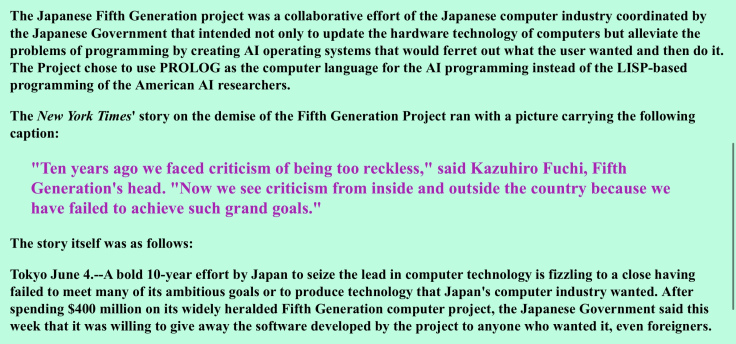 The Japanese Fifth Generation project was a collaborative effort of the Japanese computer industry coordinated by
the Japanese Government that intended not only to update the hardware technology of computers but alleviate the
problems of programming by creating AI operating systems that would ferret out what the user wanted and then do it.
The Project chose to use PROLOG as the computer language for the AI programming instead of the LISP-based
programming of the American AI researchers.
The New York Times' story on the demise of the Fifth Generation Project ran with a picture carrying the following
caption:
"Ten years ago we faced criticism of being too reckless," said Kazuhiro Fuchi, Fifth
Generation's head. "Now we see criticism from inside and outside the country because we
have failed to achieve such grand goals."
The story itself was as follows:
Tokyo June 4.--A bold 10-year effort by Japan to seize the lead in computer technology is fizzling to a close having
failed to meet many of its ambitious goals or to produce technology that Japan's computer industry wanted. After
spending $400 million on its widely heralded Fifth Generation computer project, the Japanese Government said this
week that it was willing to give away the software developed by the project to anyone who wanted it, even foreigners.